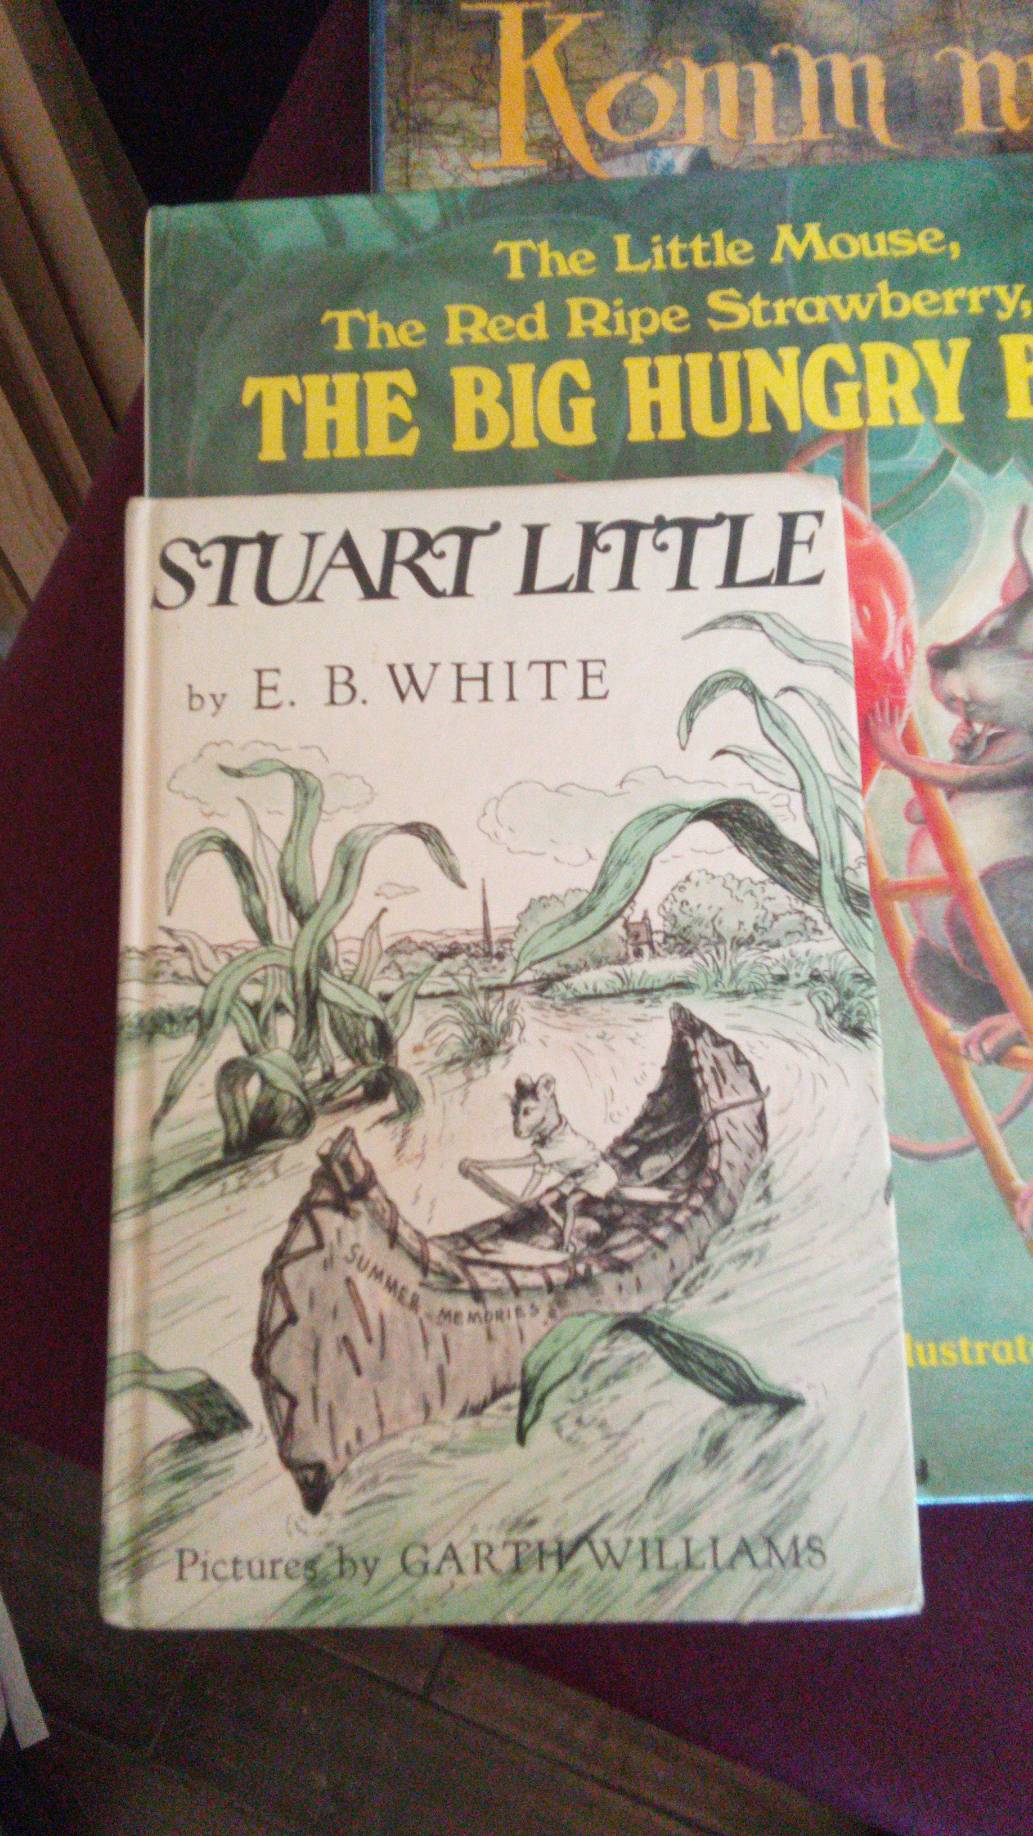 Komm m
The Little Mouse,
The Red Ripe Strawberry,
THE BIG HUNGRY
STUART LITTLE
by E. B. WHITE
SUMMER MEMORIES
lustrat
Pictures by GARTH WILLIAMS